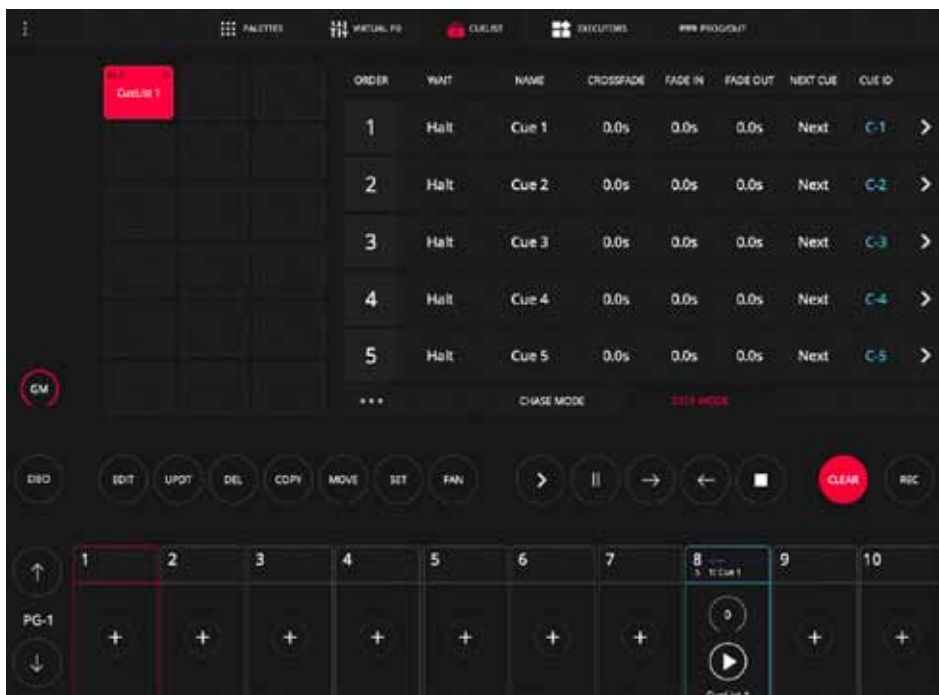 PALETTES VIRTUAL PB CUELIST EXECUTORS PROG/OUT
CueList 1
ORDER WAIT NAME CROSSFADE FADE IN FADE OUT NEXT CUE CUE ID
1 Halt Cue 1 0.0s 0.0s 0.0s Next C-1
2 Halt Cue 2 0.0s 0.0s 0.0s Next C-2
3 Halt Cue 3 0.0s 0.0s 0.0s Next C-3
4 Halt Cue 4 0.0s 0.0s 0.0s Next C-4
5 Halt Cue 5 0.0s 0.0s 0.0s Next C-5
GM
CHASE MODE STEP MODE
DBO EDIT UPDT DEL COPY MOVE SET FAN CLEAR REC
1 2 3 4 5 6 7 8 9 10
1: Cue 1
PG-1